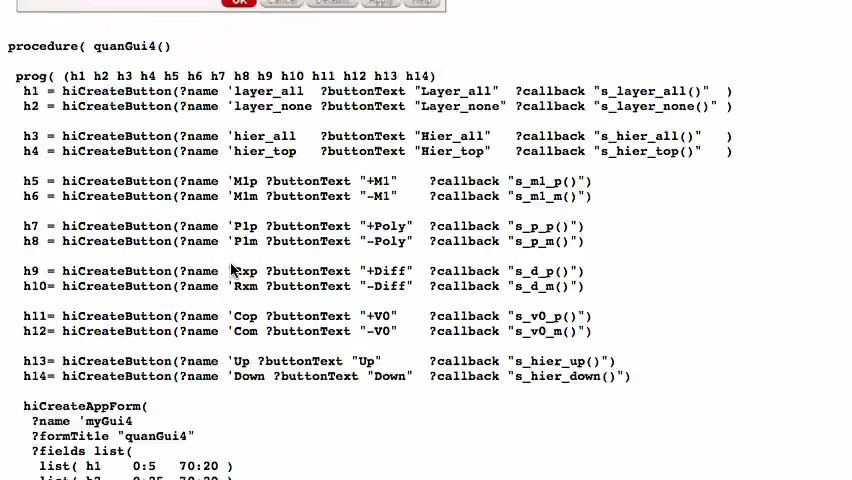 OK Cancel Defaults Apply Help
procedure( quanGui4()
prog( (h1 h2 h3 h4 h5 h6 h7 h8 h9 h10 h11 h12 h13 h14)
h1 = hiCreateButton(?name 'layer_all ?buttonText "Layer_all" ?callback "s_layer_all()" )
h2 = hiCreateButton(?name 'layer_none ?buttonText "Layer_none" ?callback "s_layer_none()" )
h3 = hiCreateButton(?name 'hier_all ?buttonText "Hier_all" ?callback "s_hier_all()" )
h4 = hiCreateButton(?name 'hier_top ?buttonText "Hier_top" ?callback "s_hier_top()" )
h5 = hiCreateButton(?name 'M1p ?buttonText "+M1" ?callback "s_m1_p()")
h6 = hiCreateButton(?name 'M1m ?buttonText "-M1" ?callback "s_m1_m()")
h7 = hiCreateButton(?name 'P1p ?buttonText "+Poly" ?callback "s_p_p()")
h8 = hiCreateButton(?name 'P1m ?buttonText "-Poly" ?callback "s_p_m()")
h9 = hiCreateButton(?name 'Rxp ?buttonText "+Diff" ?callback "s_d_p()")
h10= hiCreateButton(?name 'Rxm ?buttonText "-Diff" ?callback "s_d_m()")
h11= hiCreateButton(?name 'Cop ?buttonText "+V0" ?callback "s_v0_p()")
h12= hiCreateButton(?name 'Com ?buttonText "-V0" ?callback "s_v0_m()")
h13= hiCreateButton(?name 'Up ?buttonText "Up" ?callback "s_hier_up()")
h14= hiCreateButton(?name 'Down ?buttonText "Down" ?callback "s_hier_down()")
hiCreateAppForm(
?name 'myGui4
?formTitle "quanGui4"
?fields list(
list( h1 0:5 70:20 )